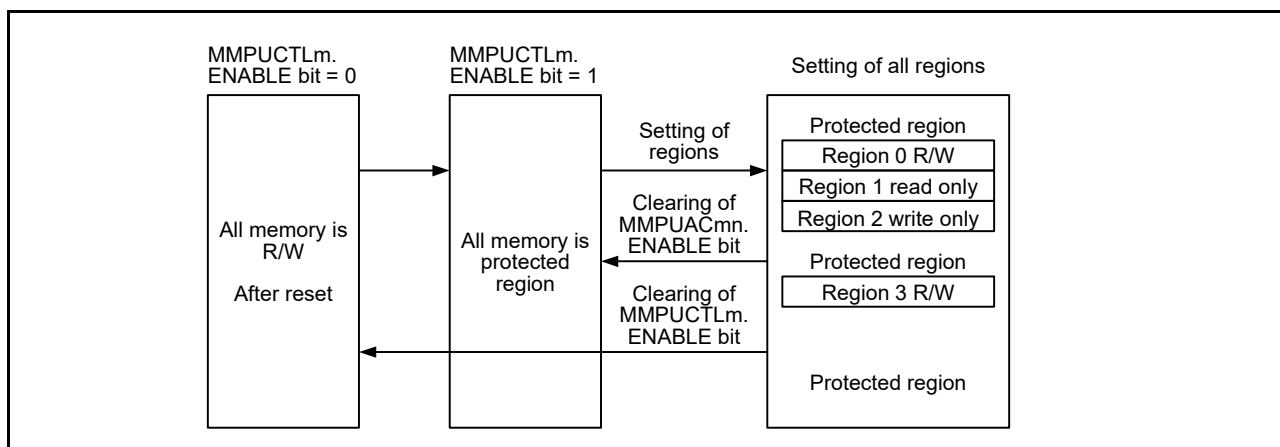 MMPUCTLm.
ENABLE bit = 0
All memory is
R/W
After reset
MMPUCTLm.
ENABLE bit = 1
All memory is
protected
region
Setting of
regions
Clearing of
MMPUACmn.
ENABLE bit
Clearing of
MMPUCTLm.
ENABLE bit
Setting of all regions
Protected region
Region 0 R/W
Region 1 read only
Region 2 write only
Protected region
Region 3 R/W
Protected region